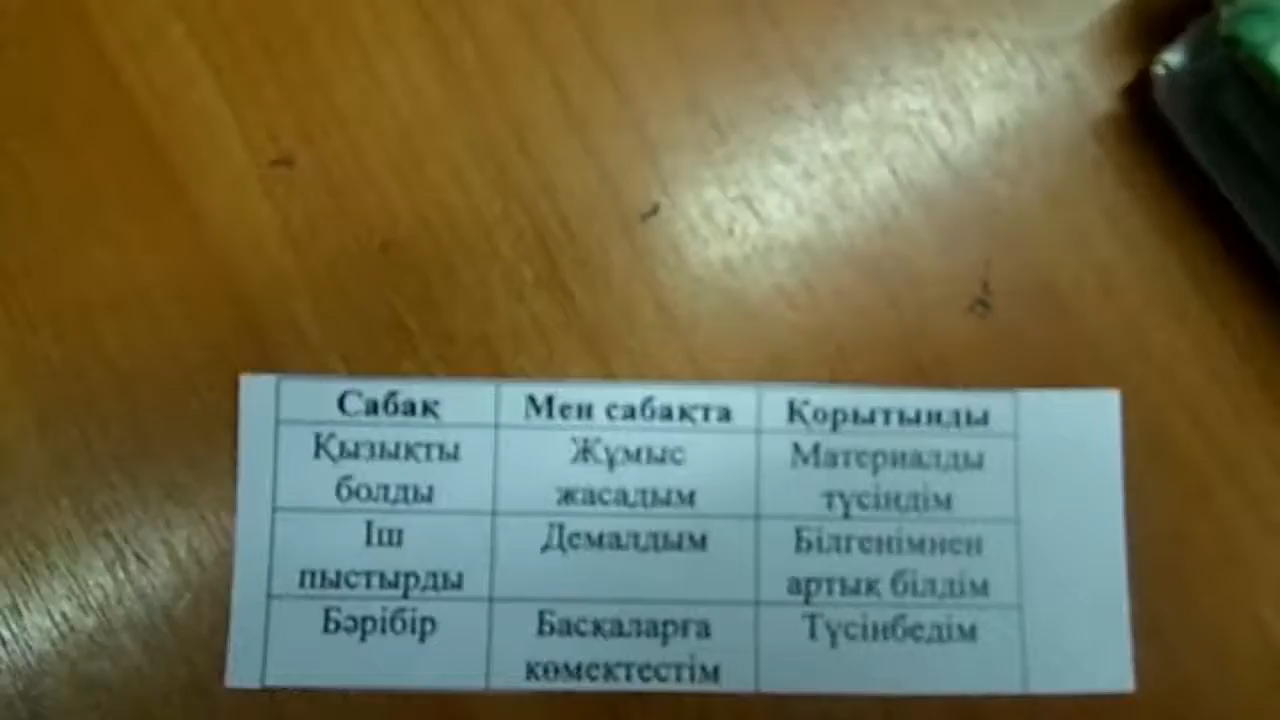 Сабақ Мен сабақта Қорытынды
Қызықты Жұмыс Материалды
болды жасадым түсіндім
Іш Демалдым Білгенімнен
пыстырды артық білдім
Бәрібір Басқаларға Түсінбедім
көмектестім